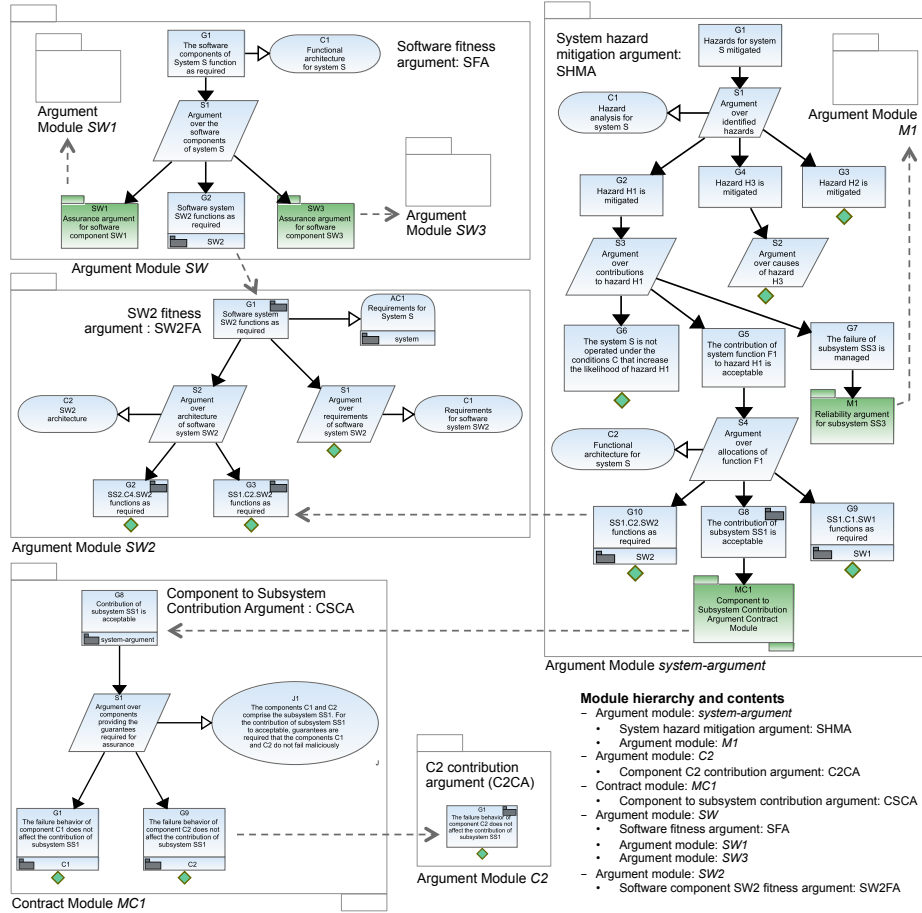 G1
The software
components of
System S function
as required
C1
Functional
architecture
for system S
Software fitness
argument: SFA
Argument
Module SW1
S1
Argument
over the
software
components
of system S
SW1
Assurance argument
for software
component SW1
G2
Software system
SW2 functions as
required
SW2
SW3
Assurance argument
for software
component SW3
Argument
Module SW3
Argument Module SW
SW2 fitness
argument : SW2FA
G1
Software system
SW2 functions as
required
AC1
Requirements for
System S
system
C2
SW2
architecture
S2
Argument
over
architecture
of software
system SW2
S1
Argument
over
requirements
of software
system SW2
C1
Requirements
for software
system SW2
G2
SS2.C4.SW2
functions as
required
G3
SS1.C2.SW2
functions as
required
Argument Module SW2
System hazard
mitigation argument:
SHMA
G1
Hazards for system
S mitigated
C1
Hazard
analysis for
system S
S1
Argument
over
identified
hazards
Argument Module
M1
G2
Hazard H1 is
mitigated
G4
Hazard H3 is
mitigated
G3
Hazard H2 is
mitigated
S3
Argument
over
contributions
to hazard H1
S2
Argument
over causes
of hazard
H3
G6
The system S is not
operated under the
conditions C that increase
the likelihood of hazard H1
G5
The contribution of
system function F1
to hazard H1 is
acceptable
G7
The failure of
subsystem SS3 is
managed
M1
Reliability argument
for subsystem SS3
C2
Functional
architecture for
system S
S4
Argument
over
allocations of
function F1
G10
SS1.C2.SW2
functions as
required
SW2
G8
The contribution of
subsystem SS1 is
acceptable
G9
SS1.C1.SW1
functions as
required
SW1
MC1
Component to
Subsystem Contribution
Argument Contract
Module
Argument Module system-argument
G8
Contribution of
subsystem SS1 is
acceptable
system-argument
Component to Subsystem
Contribution Argument : CSCA
S1
Argument over
components
providing the
guarantees
required for
assurance
J1
The components C1 and C2
comprise the subsystem SS1. For
the contribution of subsystem SS1
to acceptable, guarantees are
required that the components C1
and C2 do not fail maliciously
J
G1
The failure behavior of
component C1 does not
affect the contribution of
subsystem SS1
C1
G9
The failure behavior of
component C2 does not
affect the contribution of
subsystem SS1
C2
Contract Module MC1
C2 contribution
argument (C2CA)
G1
The failure behavior of
component C2 does not
affect the contribution of
subsystem SS1
Argument Module C2
Module hierarchy and contents
– Argument module: system-argument
• System hazard mitigation argument: SHMA
• Argument module: M1
– Argument module: C2
• Component C2 contribution argument: C2CA
– Contract module: MC1
• Component to subsystem contribution argument: CSCA
– Argument module: SW
• Software fitness argument: SFA
• Argument module: SW1
• Argument module: SW3
– Argument module: SW2
• Software component SW2 fitness argument: SW2FA